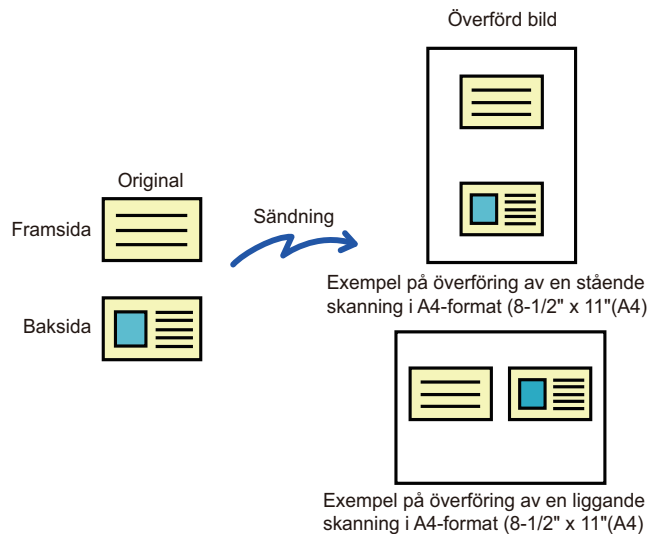 Överförd bild
Original
Framsida
Sändning
Baksida
Exempel på överföring av en stående
skanning i A4-format (8-1/2" x 11"(A4)
Exempel på överföring av en liggande
skanning i A4-format (8-1/2" x 11"(A4)